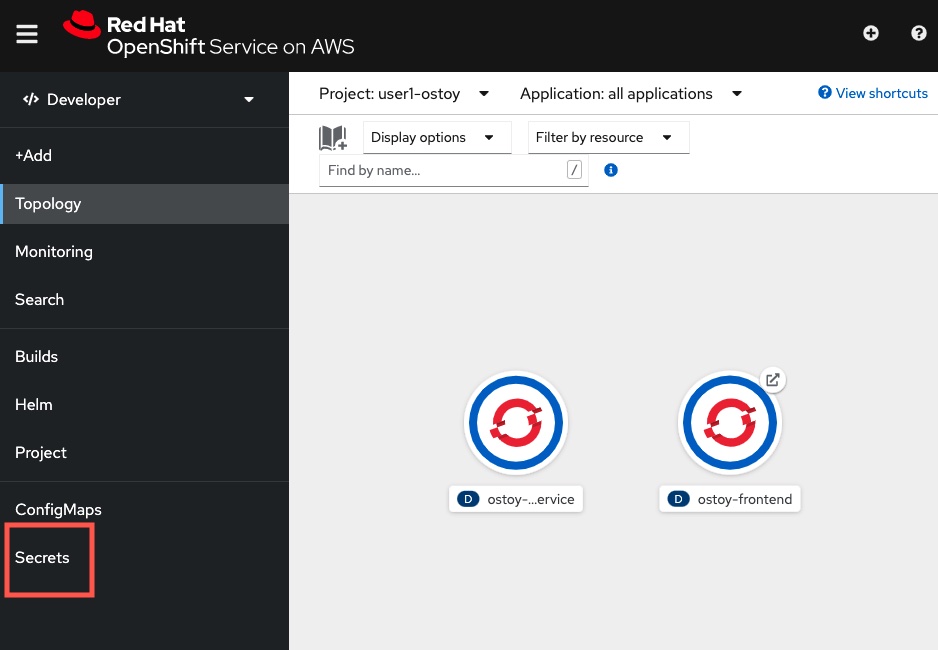 Red Hat
OpenShift Service on AWS
</> Developer
+Add
Topology
Monitoring
Search
Builds
Helm
Project
ConfigMaps
Secrets
Project: user1-ostoy
Application: all applications
View shortcuts
Display options
Filter by resource
Find by name...
/
D ostoy-...ervice
D ostoy-frontend